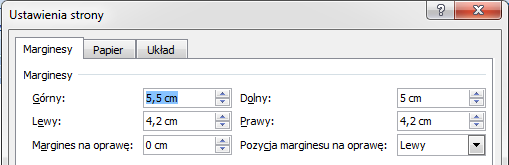 Ustawienia strony
Marginesy Papier Układ
Marginesy
Górny: 5,5 cm Dolny: 5 cm
Lewy: 4,2 cm Prawy: 4,2 cm
Margines na oprawę: 0 cm Pozycja marginesu na oprawę: Lewy